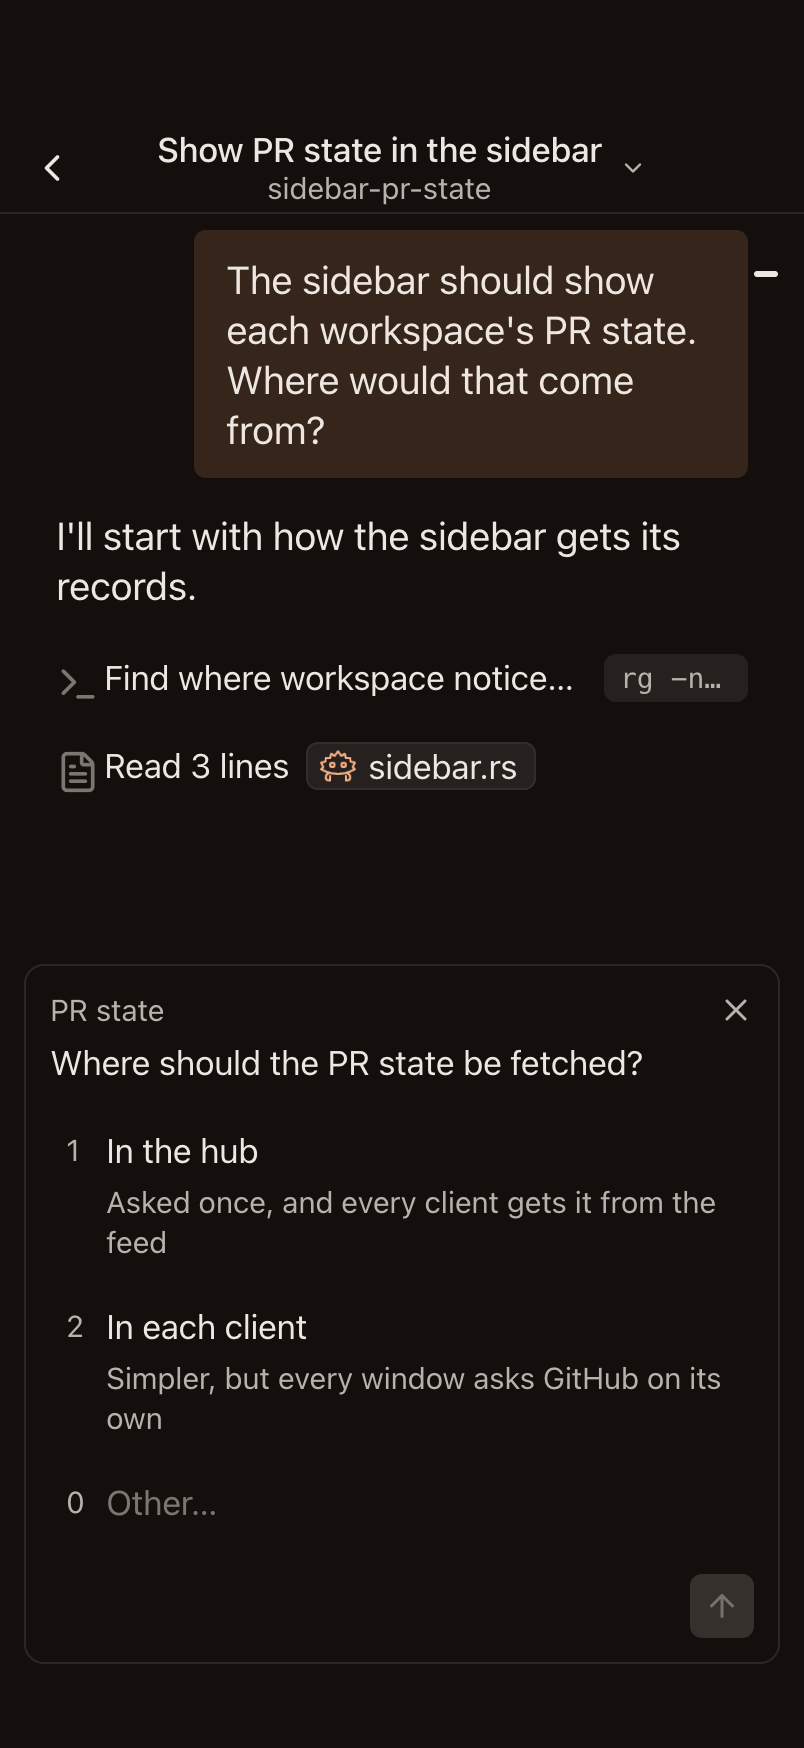 Show PR state in the sidebar
sidebar-pr-state
The sidebar should show
each workspace's PR state.
Where would that come
from?
I'll start with how the sidebar gets its
records.
Find where workspace notice... rg -n…
Read 3 lines sidebar.rs
PR state
Where should the PR state be fetched?
1 In the hub
Asked once, and every client gets it from the
feed
2 In each client
Simpler, but every window asks GitHub on its
own
0 Other...